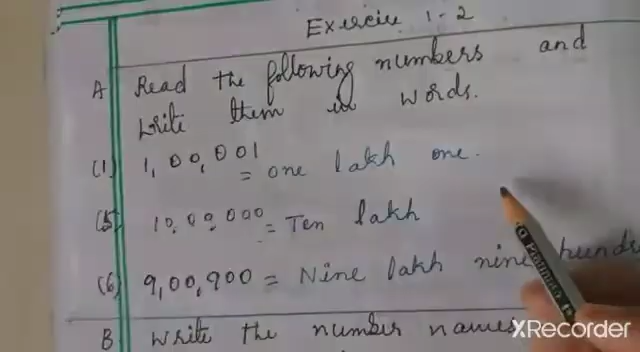 Exercise 1-2
A Read the following numbers and
write them in words.
(1) 1,00,001
= one lakh one.
(5) 10,00,000 = Ten lakh
(6) 9,00,900 = Nine lakh nine hundr
B Write the number names
XRecorder